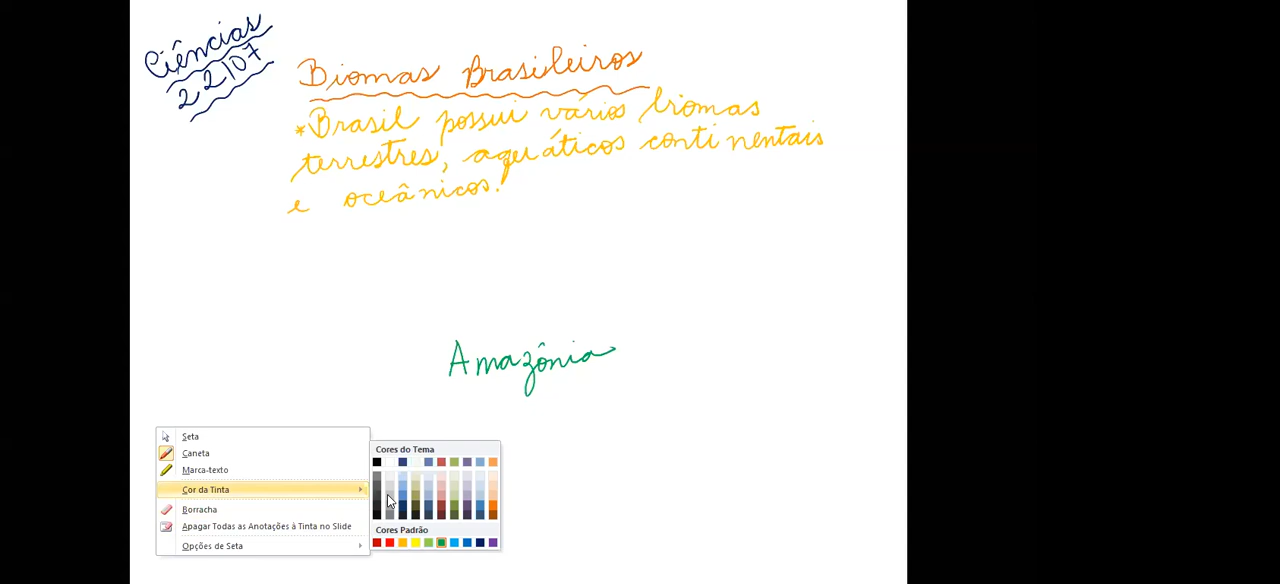 Ciências
22/07
Biomas Brasileiros
*Brasil possui vários biomas
terrestres, aquáticos continentais
e oceânicos.
Amazônia
Seta
Caneta
Marca-texto
Cor da Tinta
Borracha
Apagar Todas as Anotações à Tinta no Slide
Opções de Seta
Cores do Tema
Cores Padrão